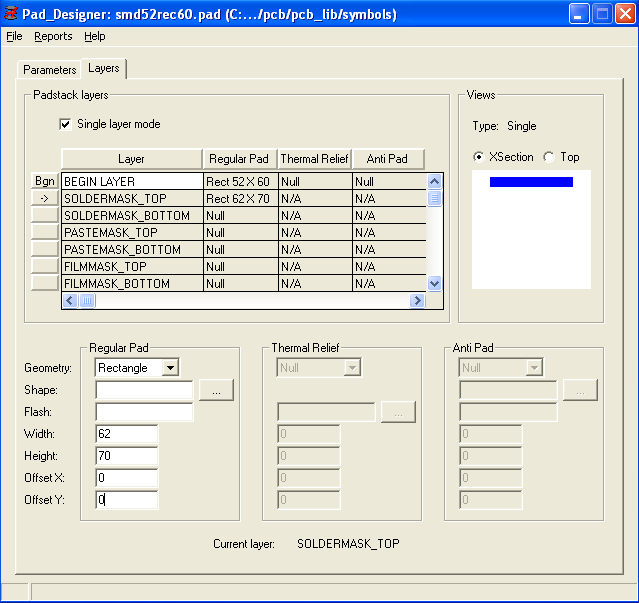 Pad_Designer: smd52rec60.pad (C:.../pcb/pcb_lib/symbols)
File Reports Help
Parameters Layers
Padstack layers
Single layer mode
Layer Regular Pad Thermal Relief Anti Pad
Bgn BEGIN LAYER Rect 52 X 60 Null Null
-> SOLDERMASK_TOP Rect 62 X 70 N/A N/A
SOLDERMASK_BOTTOM Null N/A N/A
PASTEMASK_TOP Null N/A N/A
PASTEMASK_BOTTOM Null N/A N/A
FILMMASK_TOP Null N/A N/A
FILMMASK_BOTTOM Null N/A N/A
Views
Type: Single
XSection Top
Regular Pad Thermal Relief Anti Pad
Geometry: Rectangle Null Null
Shape: ... ...
Flash: ...
Width: 62 0 0
Height: 70 0 0
Offset X: 0 0 0
Offset Y: 0 0 0
Current layer: SOLDERMASK_TOP